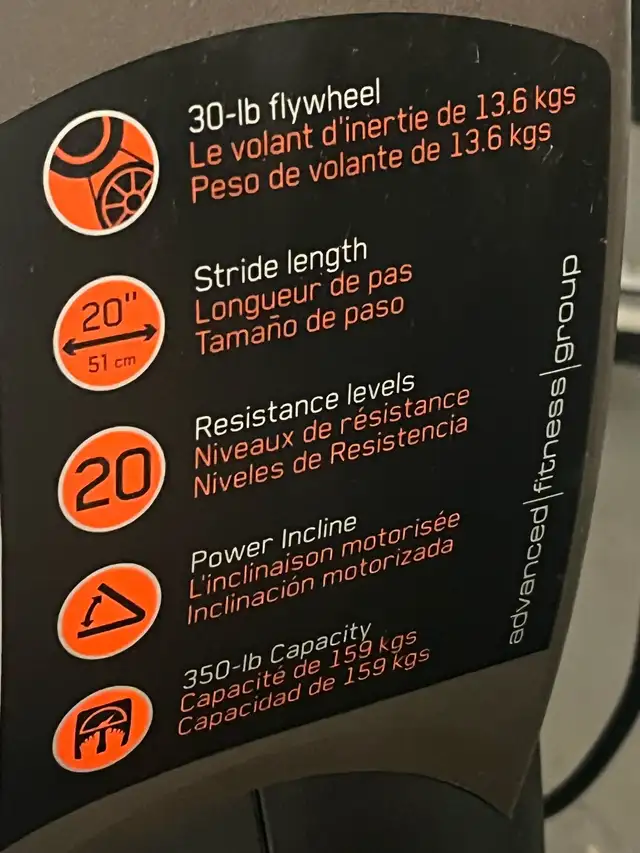 30-lb flywheel
Le volant d'inertie de 13.6 kgs
Peso de volante de 13.6 kgs
20"
51 cm
Stride length
Longueur de pas
Tamaño de paso
20
Resistance levels
Niveaux de résistance
Niveles de Resistencia
Power Incline
L'inclinaison motorisée
Inclinación motorizada
350-lb Capacity
Capacité de 159 kgs
Capacidad de 159 kgs
advanced|fitness|group